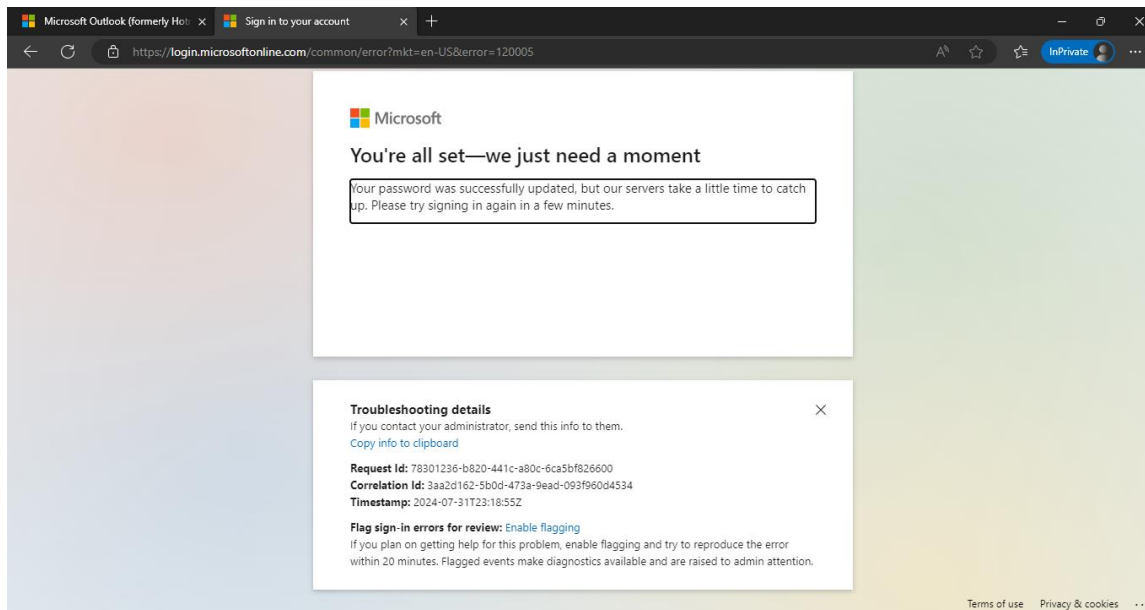 Microsoft Outlook (formerly Hot
Sign in to your account
https://login.microsoftonline.com/common/error?mkt=en-US&error=120005
InPrivate
Microsoft
You're all set—we just need a moment
Your password was successfully updated, but our servers take a little time to catch
up. Please try signing in again in a few minutes.
Troubleshooting details
If you contact your administrator, send this info to them.
Copy info to clipboard
Request Id: 78301236-b820-441c-a80c-6ca5bf826600
Correlation Id: 3aa2d162-5b0d-473a-9ead-093f960d4534
Timestamp: 2024-07-31T23:18:55Z
Flag sign-in errors for review: Enable flagging
If you plan on getting help for this problem, enable flagging and try to reproduce the error
within 20 minutes. Flagged events make diagnostics available and are raised to admin attention.
Terms of use Privacy & cookies